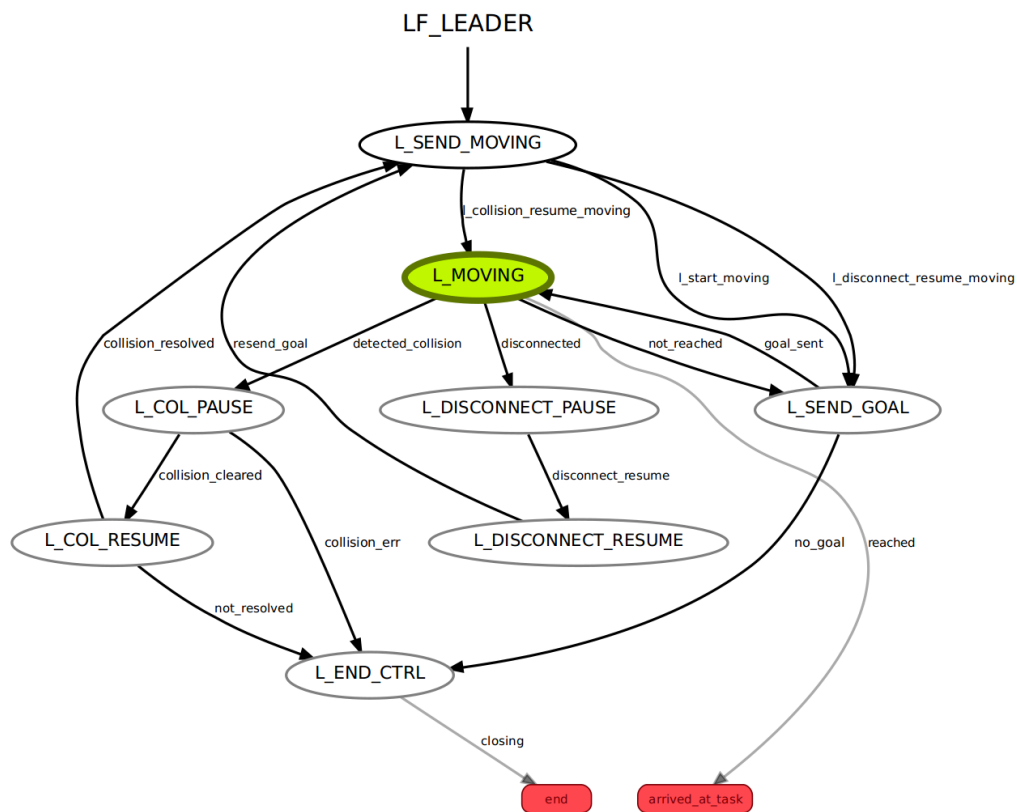 LF_LEADER
L_SEND_MOVING
l_collision_resume_moving
L_MOVING
l_start_moving
l_disconnect_resume_moving
collision_resolved
resend_goal
detected_collision
disconnected
not_reached
goal_sent
L_COL_PAUSE
L_DISCONNECT_PAUSE
L_SEND_GOAL
collision_cleared
disconnect_resume
L_COL_RESUME
collision_err
L_DISCONNECT_RESUME
no_goal
reached
not_resolved
L_END_CTRL
closing
end
arrived_at_task